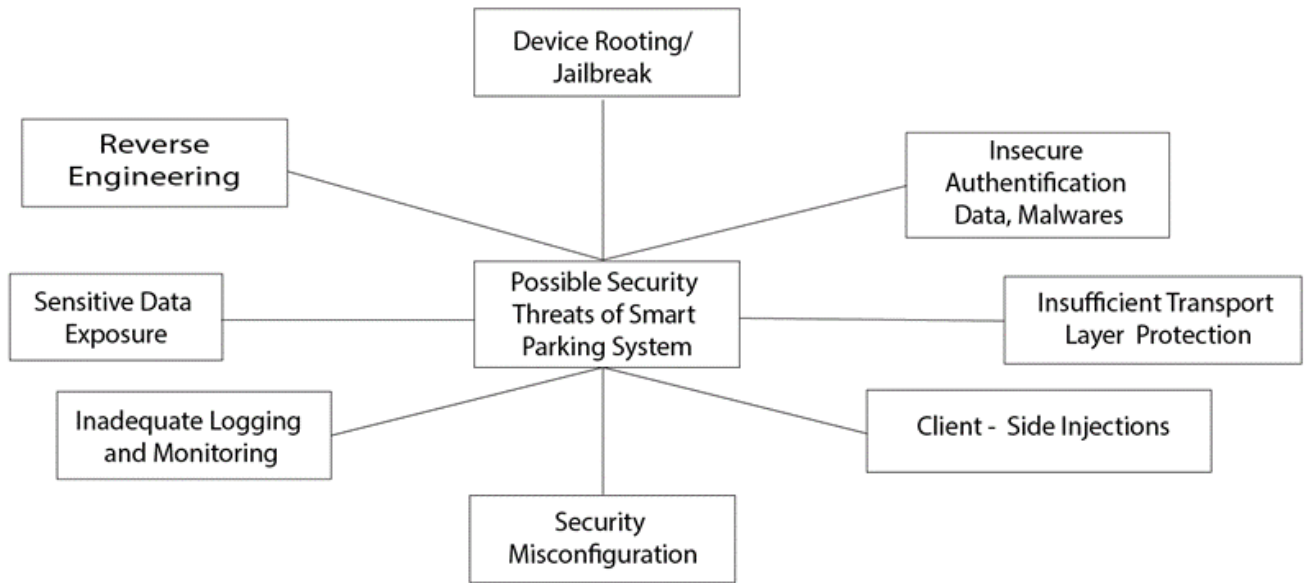 Device Rooting/
Jailbreak
Reverse
Engineering
Insecure
Authentification
Data, Malwares
Sensitive Data
Exposure
Possible Security
Threats of Smart
Parking System
Insufficient Transport
Layer Protection
Inadequate Logging
and Monitoring
Client - Side Injections
Security
Misconfiguration